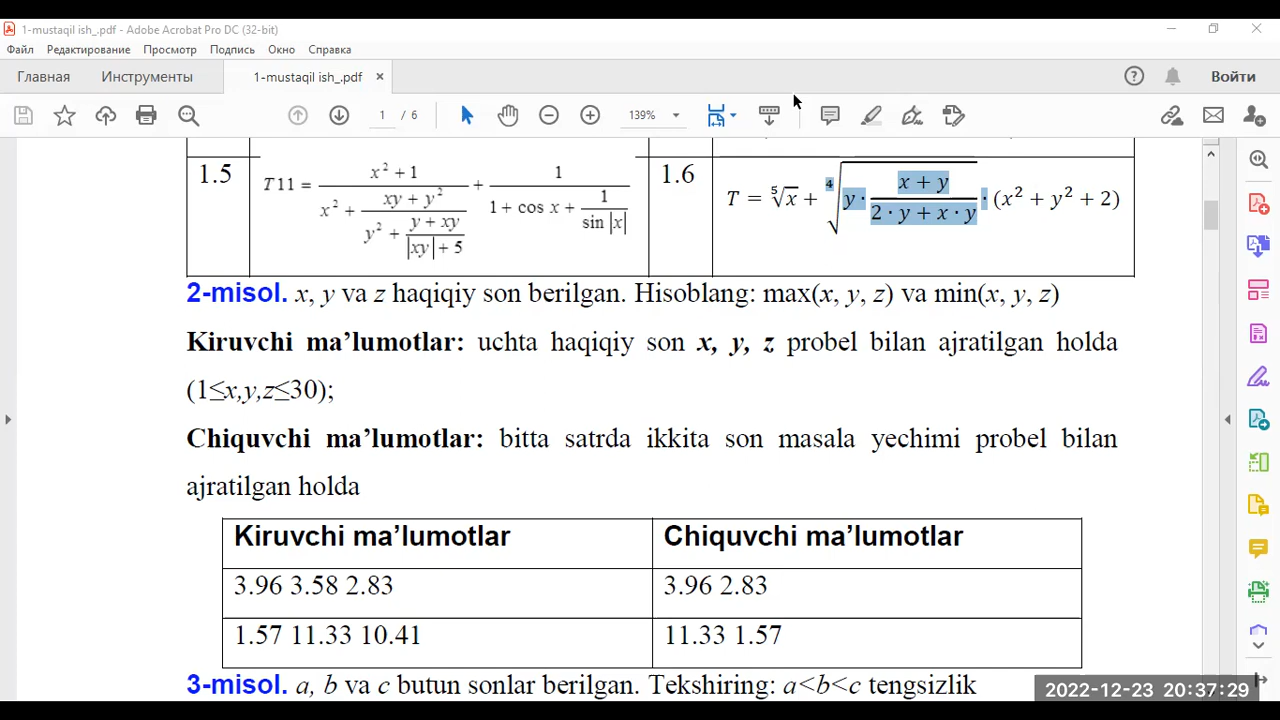 1-mustaqil ish_.pdf - Adobe Acrobat Pro DC (32-bit)
Файл Редактирование Просмотр Подпись Окно Справка
Главная Инструменты 1-mustaqil ish_.pdf × Войти
1 / 6 139%
1.5 T11 = (x² + 1)/(x² + (xy + y²)/(y² + (y + xy)/(|xy| + 5))) + 1/(1 + cos x + 1/(sin |x|)) 1.6 T = ⁵√x + ⁴√(y · (x + y)/(2 · y + x · y)) · (x² + y² + 2)
2-misol. x, y va z haqiqiy son berilgan. Hisoblang: max(x, y, z) va min(x, y, z)
Kiruvchi ma’lumotlar: uchta haqiqiy son x, y, z probel bilan ajratilgan holda
(1≤x,y,z≤30);
Chiquvchi ma’lumotlar: bitta satrda ikkita son masala yechimi probel bilan
ajratilgan holda
Kiruvchi ma’lumotlar Chiquvchi ma’lumotlar
3.96 3.58 2.83 3.96 2.83
1.57 11.33 10.41 11.33 1.57
3-misol. a, b va c butun sonlar berilgan. Tekshiring: a<b<c tengsizlik
2022-12-23 20:37:29